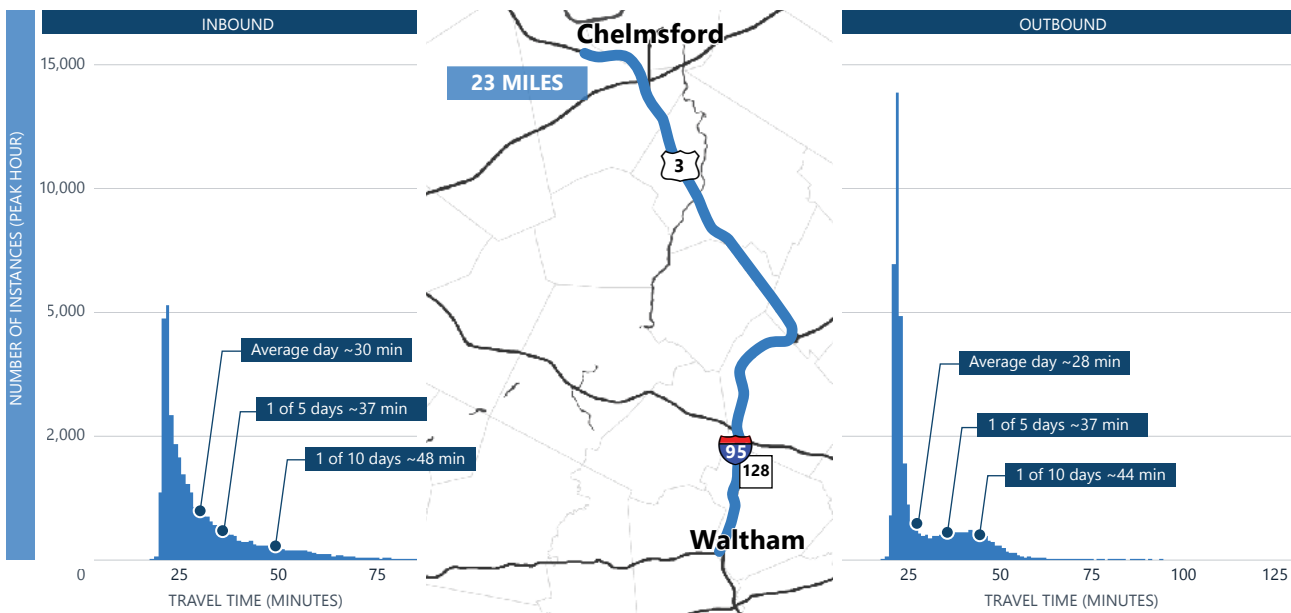 INBOUND
NUMBER OF INSTANCES (PEAK HOUR)
15,000
10,000
5,000
2,000
0
Average day ~30 min
1 of 5 days ~37 min
1 of 10 days ~48 min
25
50
75
TRAVEL TIME (MINUTES)
Chelmsford
23 MILES
3
95
128
Waltham
OUTBOUND
Average day ~28 min
1 of 5 days ~37 min
1 of 10 days ~44 min
25
50
75
100
125
TRAVEL TIME (MINUTES)